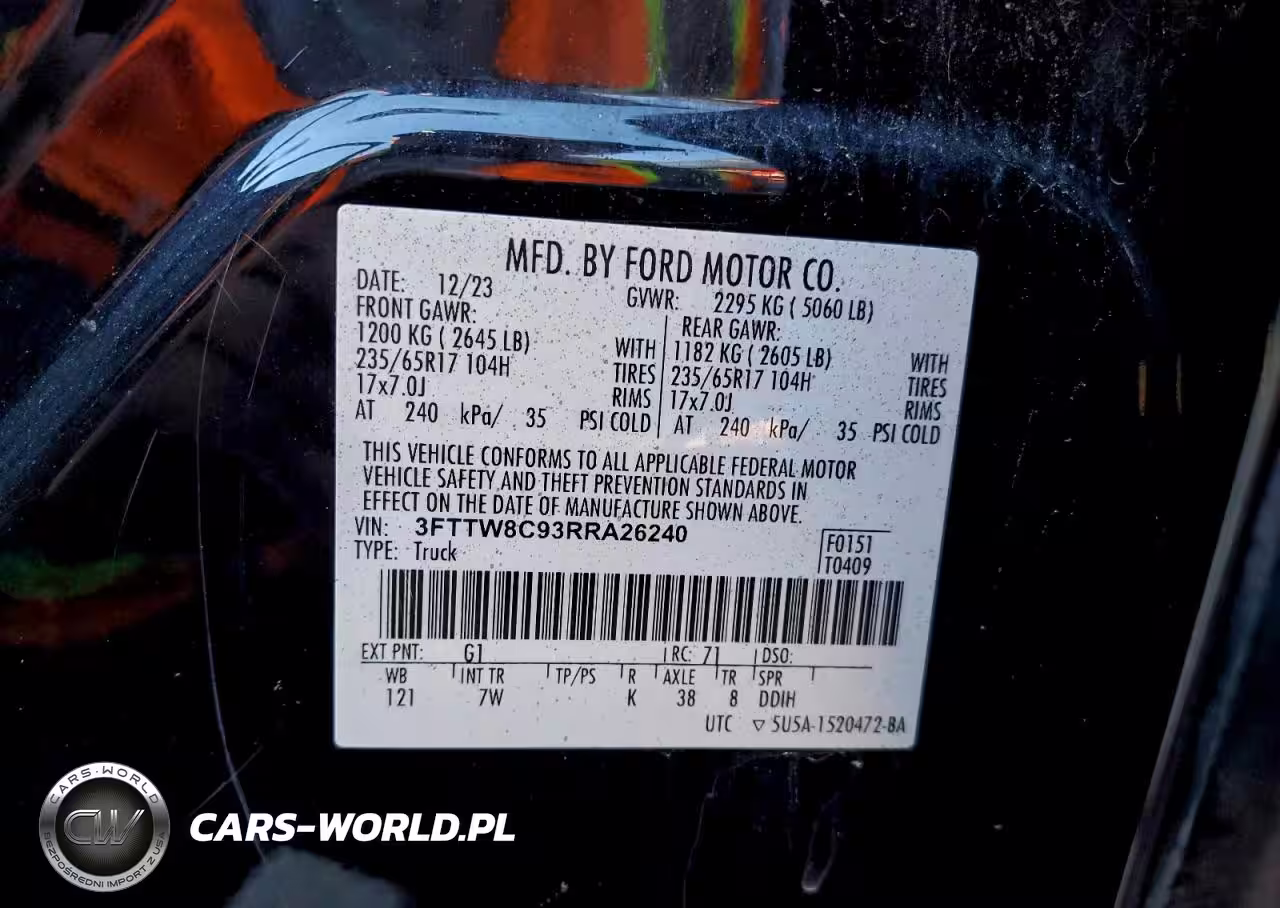 MFD. BY FORD MOTOR CO.
DATE: 12/23 GVWR: 2295 KG ( 5060 LB)
FRONT GAWR: REAR GAWR:
1200 KG ( 2645 LB) WITH 1182 KG ( 2605 LB) WITH
235/65R17 104H TIRES 235/65R17 104H TIRES
17x7.0J RIMS 17x7.0J RIMS
AT 240 kPa/ 35 PSI COLD AT 240 kPa/ 35 PSI COLD
THIS VEHICLE CONFORMS TO ALL APPLICABLE FEDERAL MOTOR
VEHICLE SAFETY AND THEFT PREVENTION STANDARDS IN
EFFECT ON THE DATE OF MANUFACTURE SHOWN ABOVE.
VIN: 3FTTW8C93RRA26240
TYPE: Truck
F0151
T0409
EXT PNT: G1 RC: 71 DSO:
WB INT TR TP/PS R AXLE TR SPR
121 7W K 38 8 DDIH
UTC ▽ 5U5A-1520472-BA
CARS-WORLD
CW
BEZPOŚREDNI IMPORT Z USA
CARS-WORLD.PL